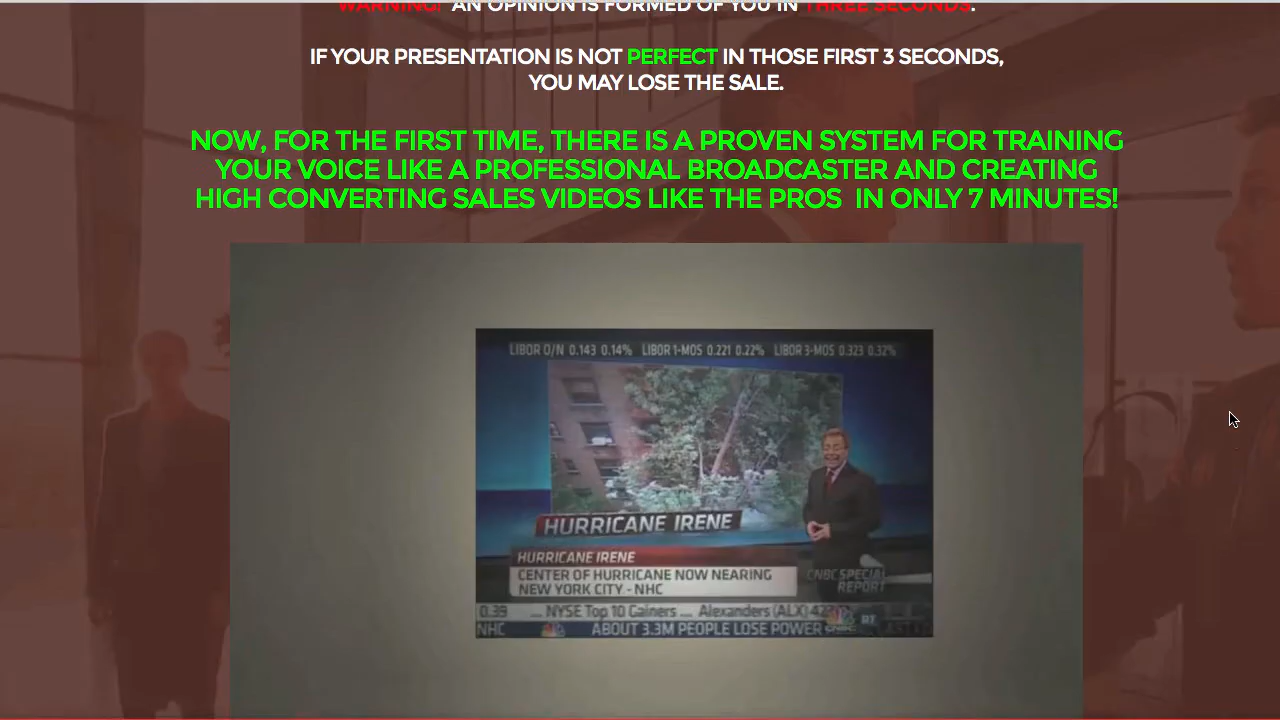 WARNING! AN OPINION IS FORMED OF YOU IN THREE SECONDS.
IF YOUR PRESENTATION IS NOT PERFECT IN THOSE FIRST 3 SECONDS,
YOU MAY LOSE THE SALE.
NOW, FOR THE FIRST TIME, THERE IS A PROVEN SYSTEM FOR TRAINING
YOUR VOICE LIKE A PROFESSIONAL BROADCASTER AND CREATING
HIGH CONVERTING SALES VIDEOS LIKE THE PROS IN ONLY 7 MINUTES!
LIBOR O/N 0.143 0.14% LIBOR 1-MOS 0.221 0.22% LIBOR 3-MOS 0.323 0.32%
HURRICANE IRENE
HURRICANE IRENE
CENTER OF HURRICANE NOW NEARING
NEW YORK CITY - NHC
CNBC SPECIAL
REPORT
0.39 ... NYSE Top 10 Gainers ... Alexanders (ALX)
NHC ABOUT 3.3M PEOPLE LOSE POWER